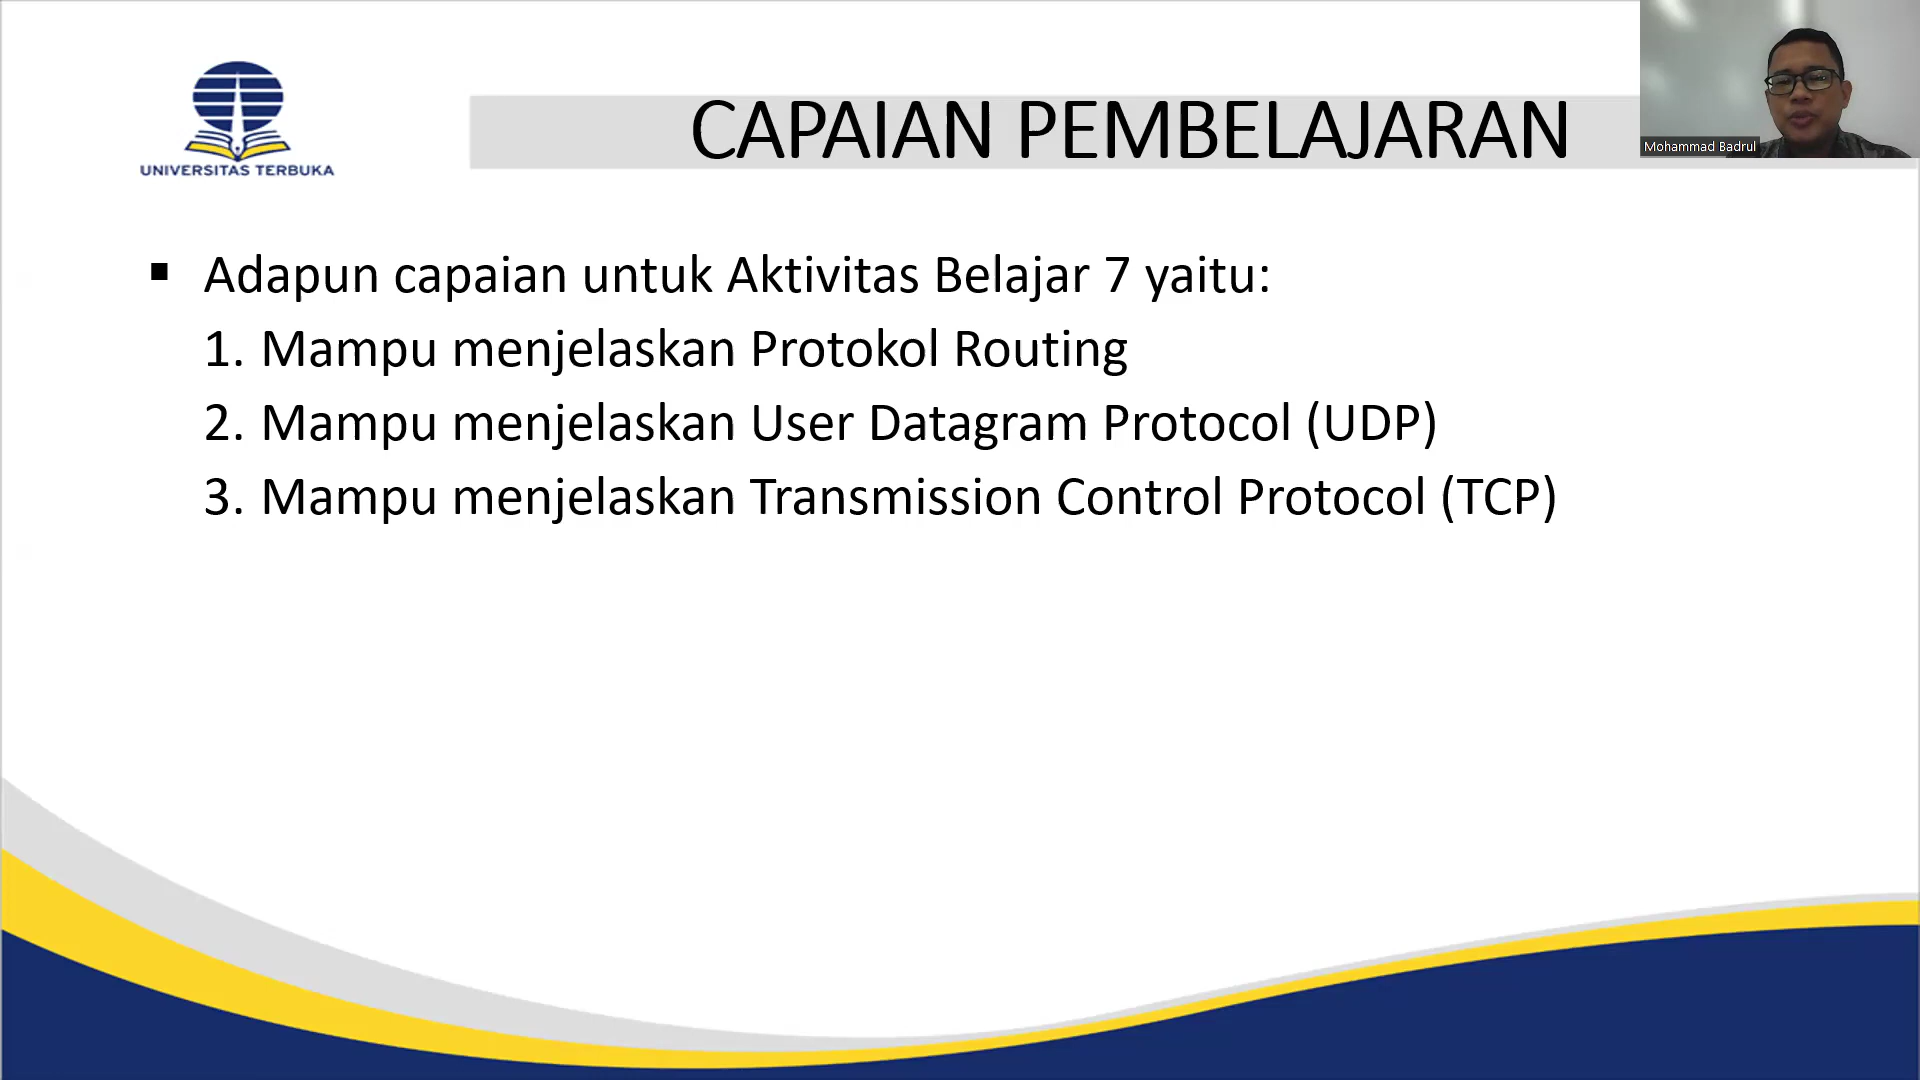 UNIVERSITAS TERBUKA
CAPAIAN PEMBELAJARAN
Mohammad Badrul
▪ Adapun capaian untuk Aktivitas Belajar 7 yaitu:
1. Mampu menjelaskan Protokol Routing
2. Mampu menjelaskan User Datagram Protocol (UDP)
3. Mampu menjelaskan Transmission Control Protocol (TCP)